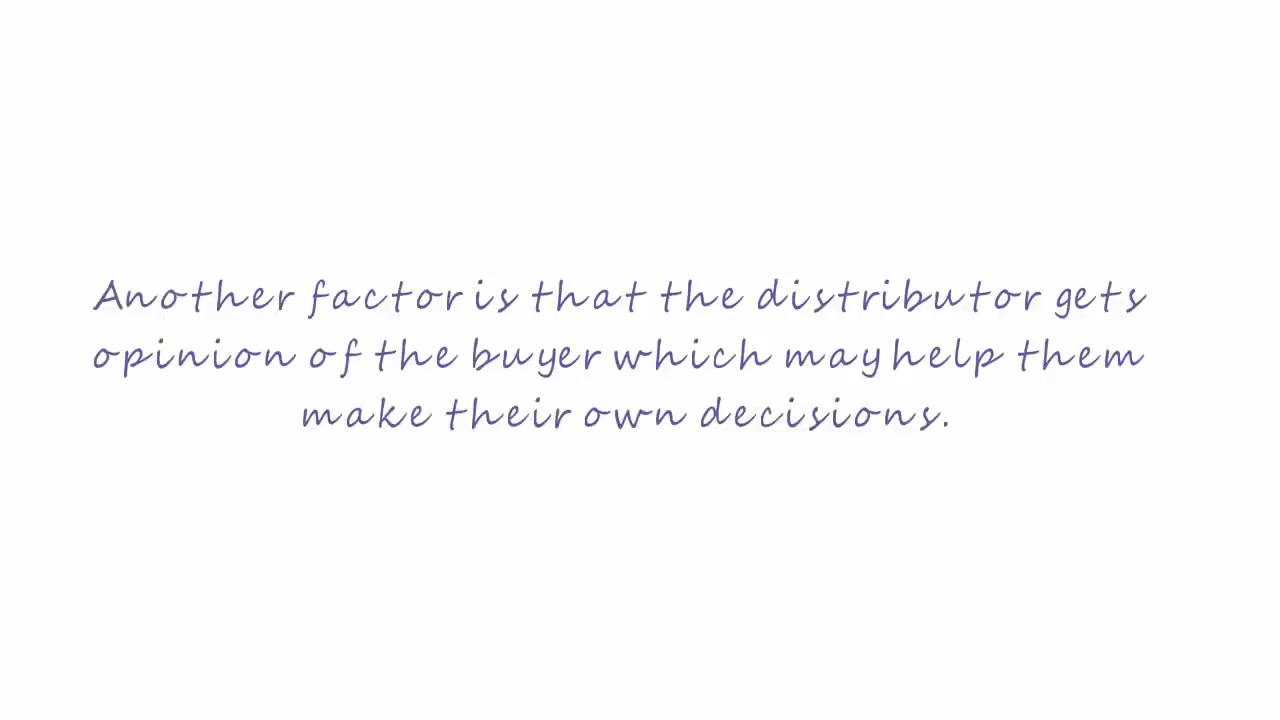 Another factor is that the distributor gets
opinion of the buyer which may help them
make their own decisions.